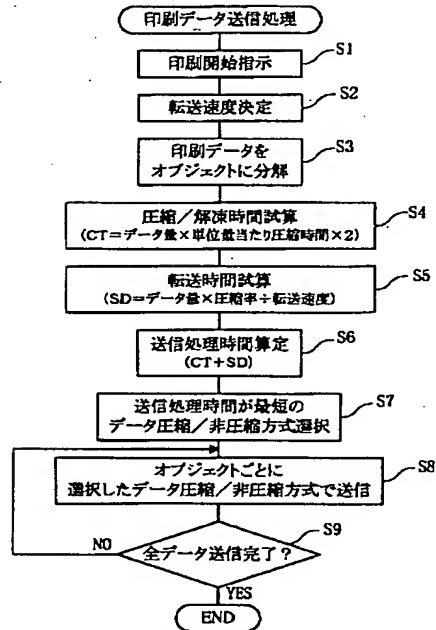 印刷データ送信処理
S1
印刷開始指示
S2
転送速度決定
S3
印刷データを
オブジェクトに分解
S4
圧縮/解凍時間試算
(CT=データ量×単位量当たり圧縮時間×2)
S5
転送時間試算
(SD=データ量×圧縮率÷転送速度)
S6
送信処理時間算定
(CT+SD)
S7
送信処理時間が最短の
データ圧縮/非圧縮方式選択
S8
オブジェクトごとに
選択したデータ圧縮/非圧縮方式で送信
S9
NO
全データ送信完了?
YES
END